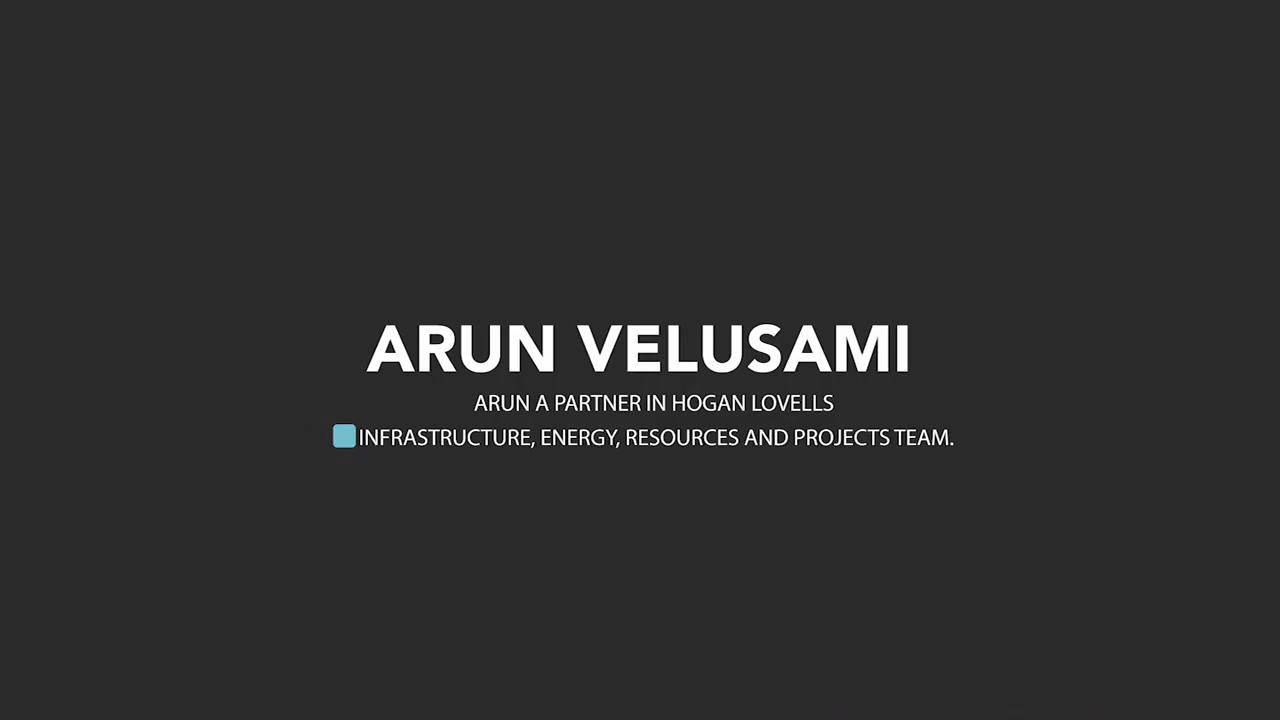 ARUN VELUSAMI
ARUN A PARTNER IN HOGAN LOVELLS
INFRASTRUCTURE, ENERGY, RESOURCES AND PROJECTS TEAM.